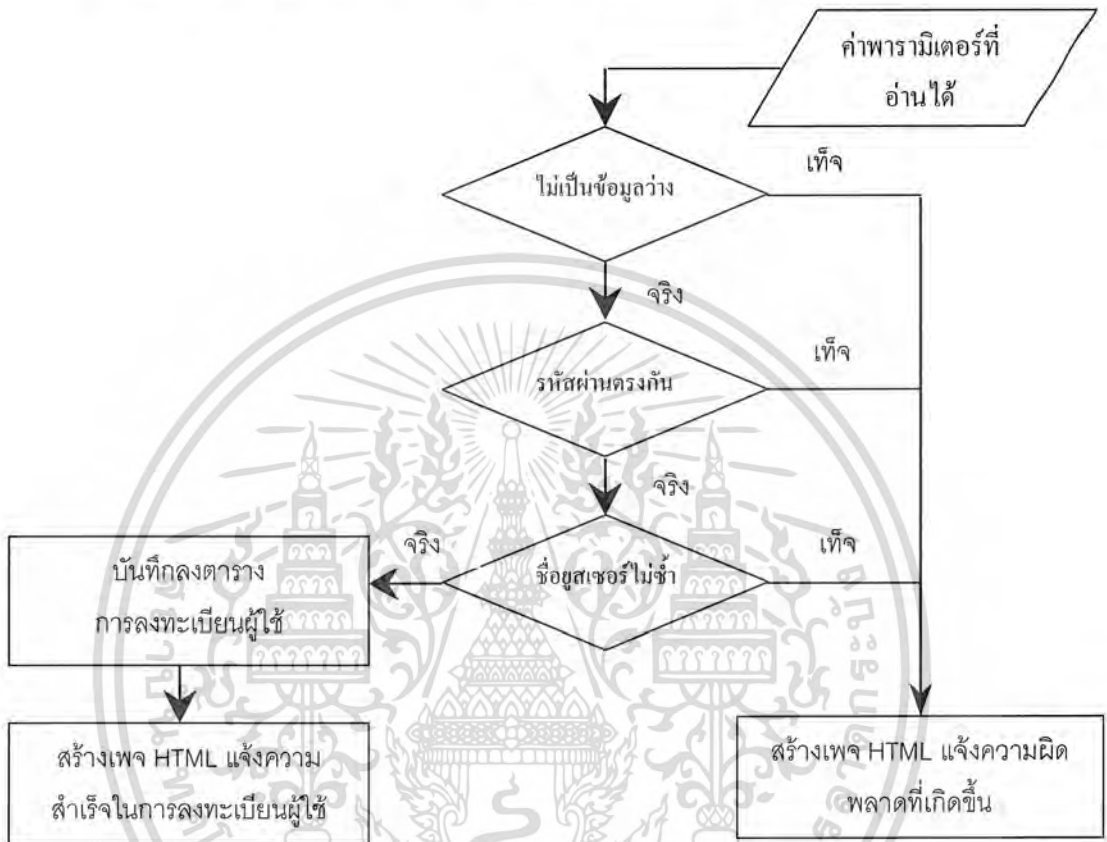 ค่าพารามิเตอร์ที่
อ่านได้
เท็จ
ไม่เป็นข้อมูลว่าง
จริง
เท็จ
รหัสผ่านตรงกัน
จริง
จริง
เท็จ
ชื่อยูสเซอร์ไม่ซ้ำ
บันทึกลงตาราง
การลงทะเบียนผู้ใช้
สร้างเพจ HTML แจ้งความ
สำเร็จในการลงทะเบียนผู้ใช้
สร้างเพจ HTML แจ้งความผิด
พลาดที่เกิดขึ้น